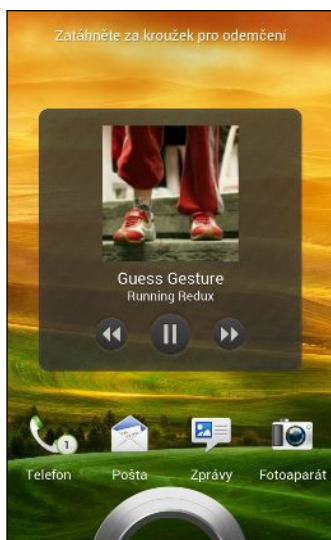 Zatáhněte za kroužek pro odemčení
Guess Gesture
Running Redux
1
Telefon
Pošta
Zprávy
Fotoaparát